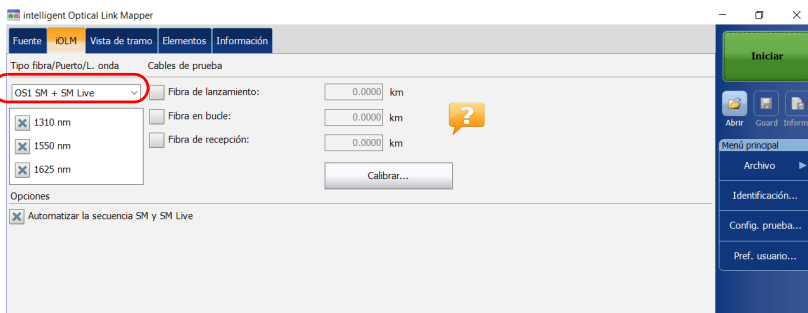 intelligent Optical Link Mapper
Fuente iOLM Vista de tramo Elementos Información
Tipo fibra/Puerto/L. onda Cables de prueba
OS1 SM + SM Live
Fibra de lanzamiento: 0.0000 km
1310 nm
Fibra en bucle: 0.0000 km
1550 nm
Fibra de recepción: 0.0000 km
1625 nm
Calibrar...
Opciones
Automatizar la secuencia SM y SM Live
?
Iniciar
Abrir Guard Inform
Menú principal
Archivo
Identificación...
Config. prueba...
Pref. usuario...